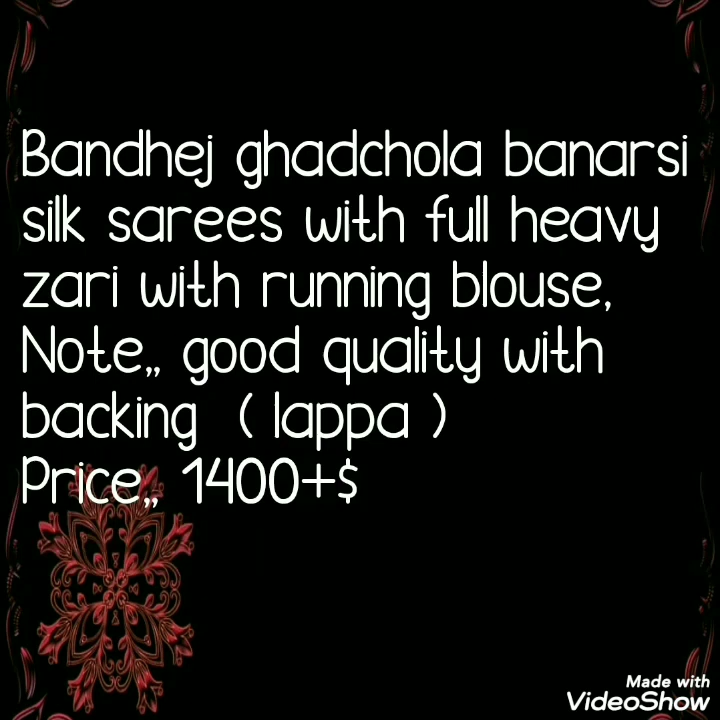 Bandhej ghadchola banarsi
silk sarees with full heavy
zari with running blouse,
Note,, good quality with
backing ( lappa )
Price,, 1400+$
Made with
VideoShow